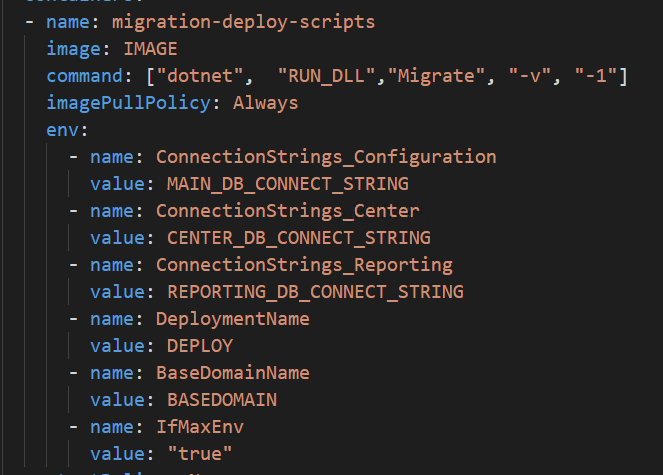 - name: migration-deploy-scripts
image: IMAGE
command: ["dotnet",  "RUN_DLL","Migrate", "-v", "-1"]
imagePullPolicy: Always
env:
- name: ConnectionStrings_Configuration
value: MAIN_DB_CONNECT_STRING
- name: ConnectionStrings_Center
value: CENTER_DB_CONNECT_STRING
- name: ConnectionStrings_Reporting
value: REPORTING_DB_CONNECT_STRING
- name: DeploymentName
value: DEPLOY
- name: BaseDomainName
value: BASEDOMAIN
- name: IfMaxEnv
value: "true"